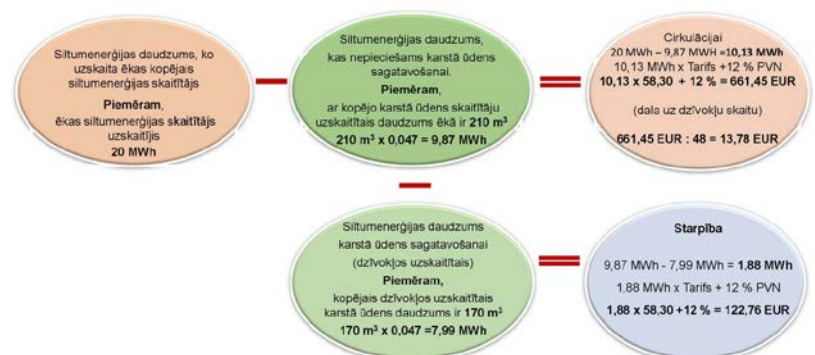 Siltumenerģijas daudzums, ko
uzskaita ēkas kopējais
siltumenerģijas skaitītājs
Piemēram,
ēkas siltumenerģijas skaitītājs
uzskaitījis
20 MWh
Siltumenerģijas daudzums,
kas nepieciešams karstā ūdens
sagatavošanai.
Piemēram,
ar kopējo karstā ūdens skaitītāju
uzskaitītais daudzums ēkā ir 210 m³
210 m³ x 0,047 = 9,87 MWh
Cirkulācijai
20 MWh – 9,87 MWH =10,13 MWh
10,13 MWh x Tarifs +12 % PVN
10,13 x 58,30 + 12 % = 661,45 EUR
(dala uz dzīvokļu skaitu)
661,45 EUR : 48 = 13,78 EUR
Siltumenerģijas daudzums
karstā ūdens sagatavošanai
(dzīvokļos uzskaitītais)
Piemēram,
kopējais dzīvokļos uzskaitītais
karstā ūdens daudzums ir 170 m³
170 m³ x 0,047 =7,99 MWh
Starpība
9,87 MWh - 7,99 MWh = 1,88 MWh
1,88 MWh x Tarifs + 12 % PVN
1,88 x 58,30 +12 % = 122,76 EUR